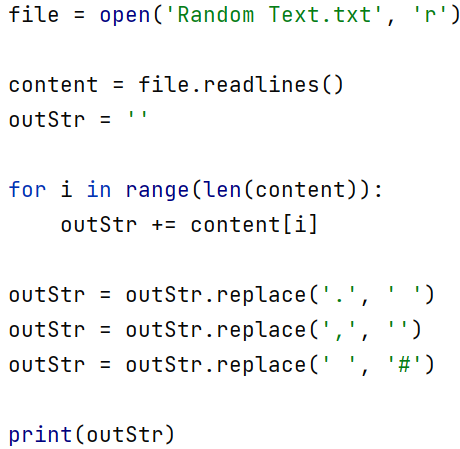 file = open('Random Text.txt', 'r')
content = file.readlines()
outStr = ''
for i in range(len(content)):
    outStr += content[i]
outStr = outStr.replace('.', ' ')
outStr = outStr.replace(',', '')
outStr = outStr.replace(' ', '#')
print(outStr)